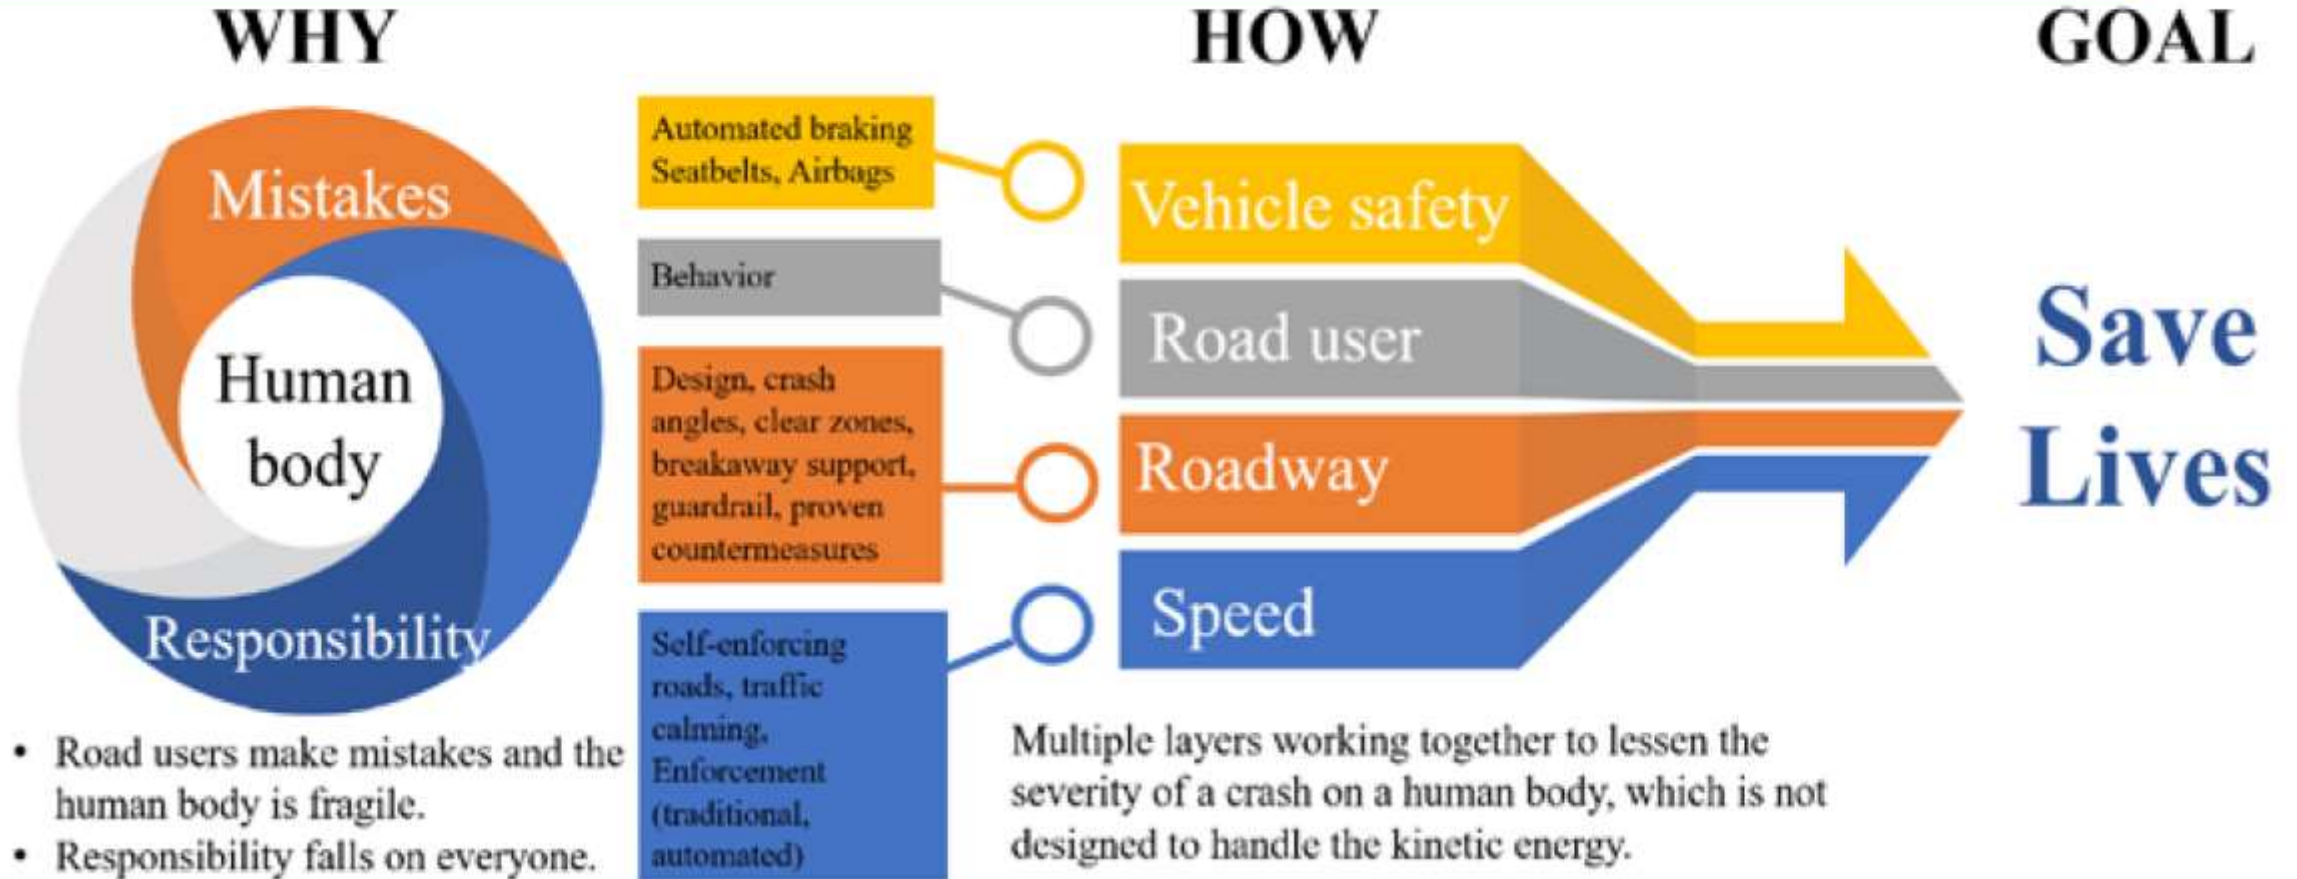 WHY
HOW
GOAL
Mistakes
Human
body
Responsibility
• Road users make mistakes and the
human body is fragile.
• Responsibility falls on everyone.
Automated braking
Seatbelts, Airbags
Behavior
Design, crash
angles, clear zones,
breakaway support,
guardrail, proven
countermeasures
Self-enforcing
roads, traffic
calming,
Enforcement
(traditional,
automated)
Vehicle safety
Road user
Roadway
Speed
Multiple layers working together to lessen the
severity of a crash on a human body, which is not
designed to handle the kinetic energy.
Save
Lives